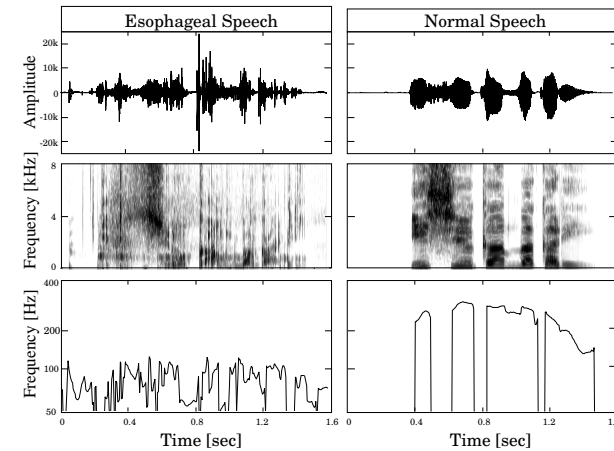 Esophageal Speech
Normal Speech
Amplitude
20k
10k
0
-10k
-20k
Frequency [kHz]
8
4
0
Frequency [Hz]
400
200
100
50
0 0.4 0.8 1.2 1.6
0 0.4 0.8 1.2 1.
Time [sec]
Time [sec]